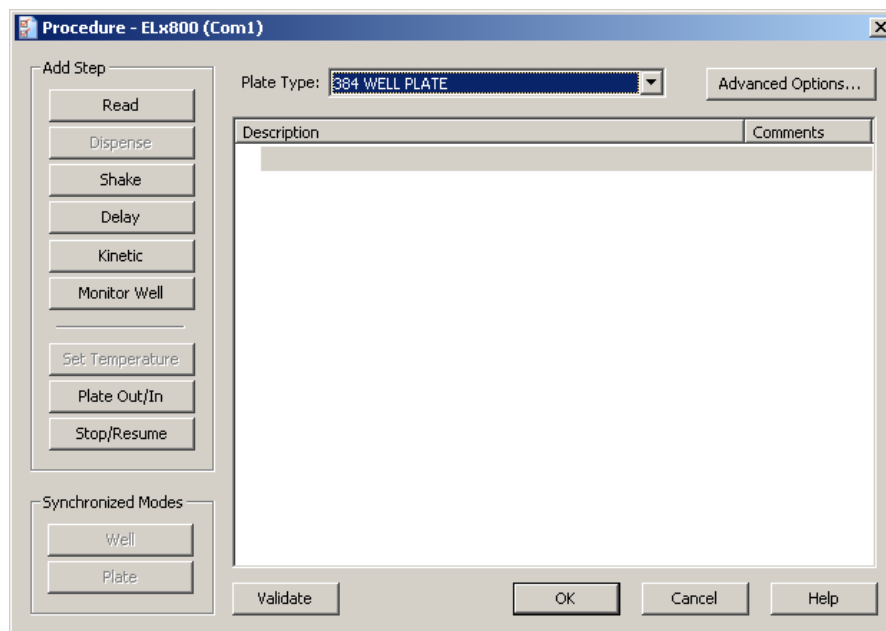 Procedure - ELx800 (Com1)
Add Step
Read
Dispense
Shake
Delay
Kinetic
Monitor Well
Set Temperature
Plate Out/In
Stop/Resume
Synchronized Modes
Well
Plate
Plate Type: 384 WELL PLATE
Advanced Options...
Description Comments
Validate OK Cancel Help